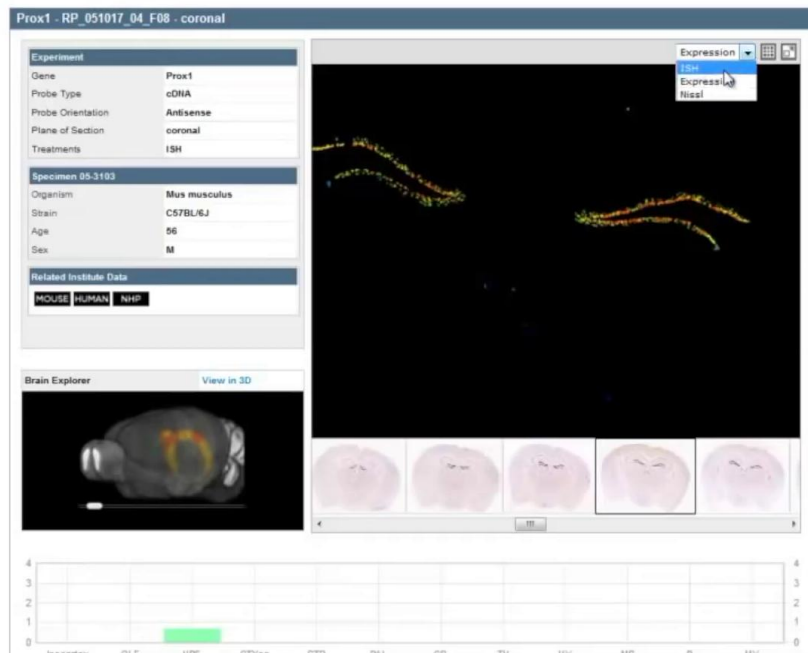 Prox1 - RP_051017_04_F08 - coronal
Experiment
Gene Prox1
Probe Type cDNA
Probe Orientation Antisense
Plane of Section coronal
Treatments ISH
Specimen 05-3103
Organism Mus musculus
Strain C57BL/6J
Age 56
Sex M
Related Institute Data
MOUSE HUMAN NHP
Expression
ISH
Expression
Nissl
Brain Explorer View in 3D
4 4
3 3
2 2
1 1
0 0